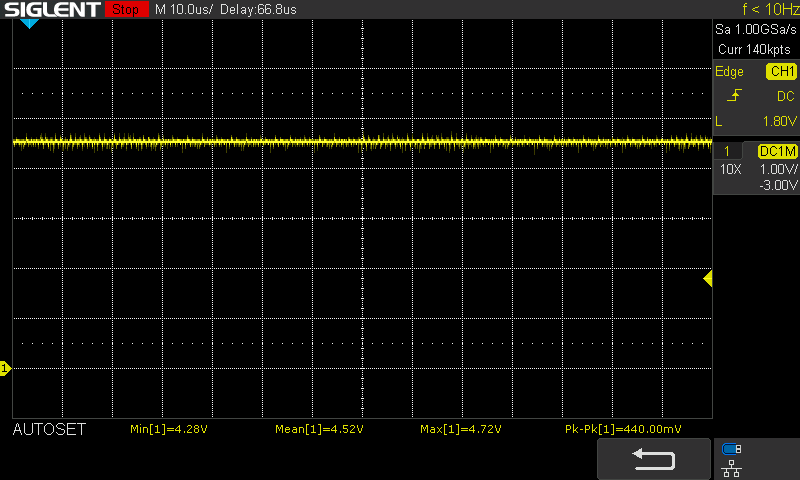 SIGLENT Stop M 10.0us/ Delay:66.8us f < 10Hz
Sa 1.00GSa/s
Curr 140kpts
Edge CH1
DC
L 1.80V
1 DC1M
10X 1.00V/
-3.00V
1
AUTOSET Min[1]=4.28V Mean[1]=4.52V Max[1]=4.72V Pk-Pk[1]=440.00mV